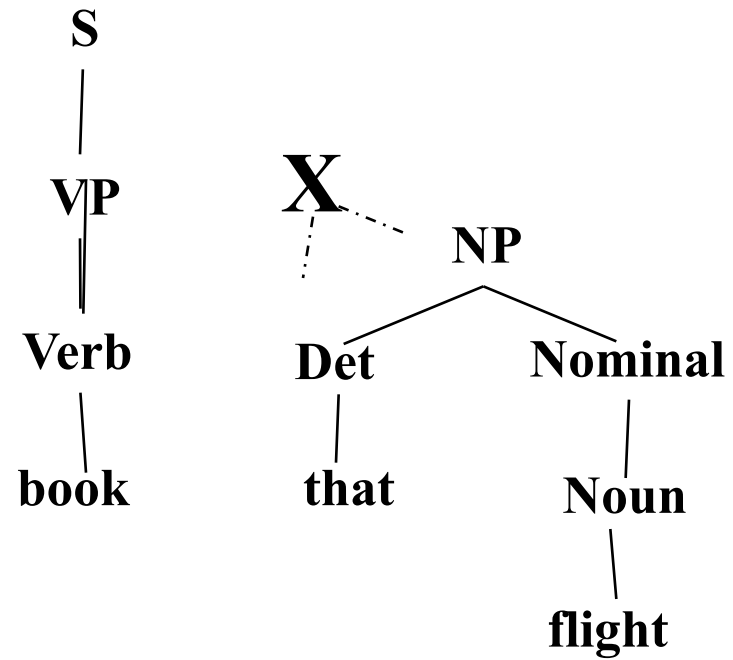 S
VP
X
NP
Verb
Det
Nominal
book
that
Noun
flight